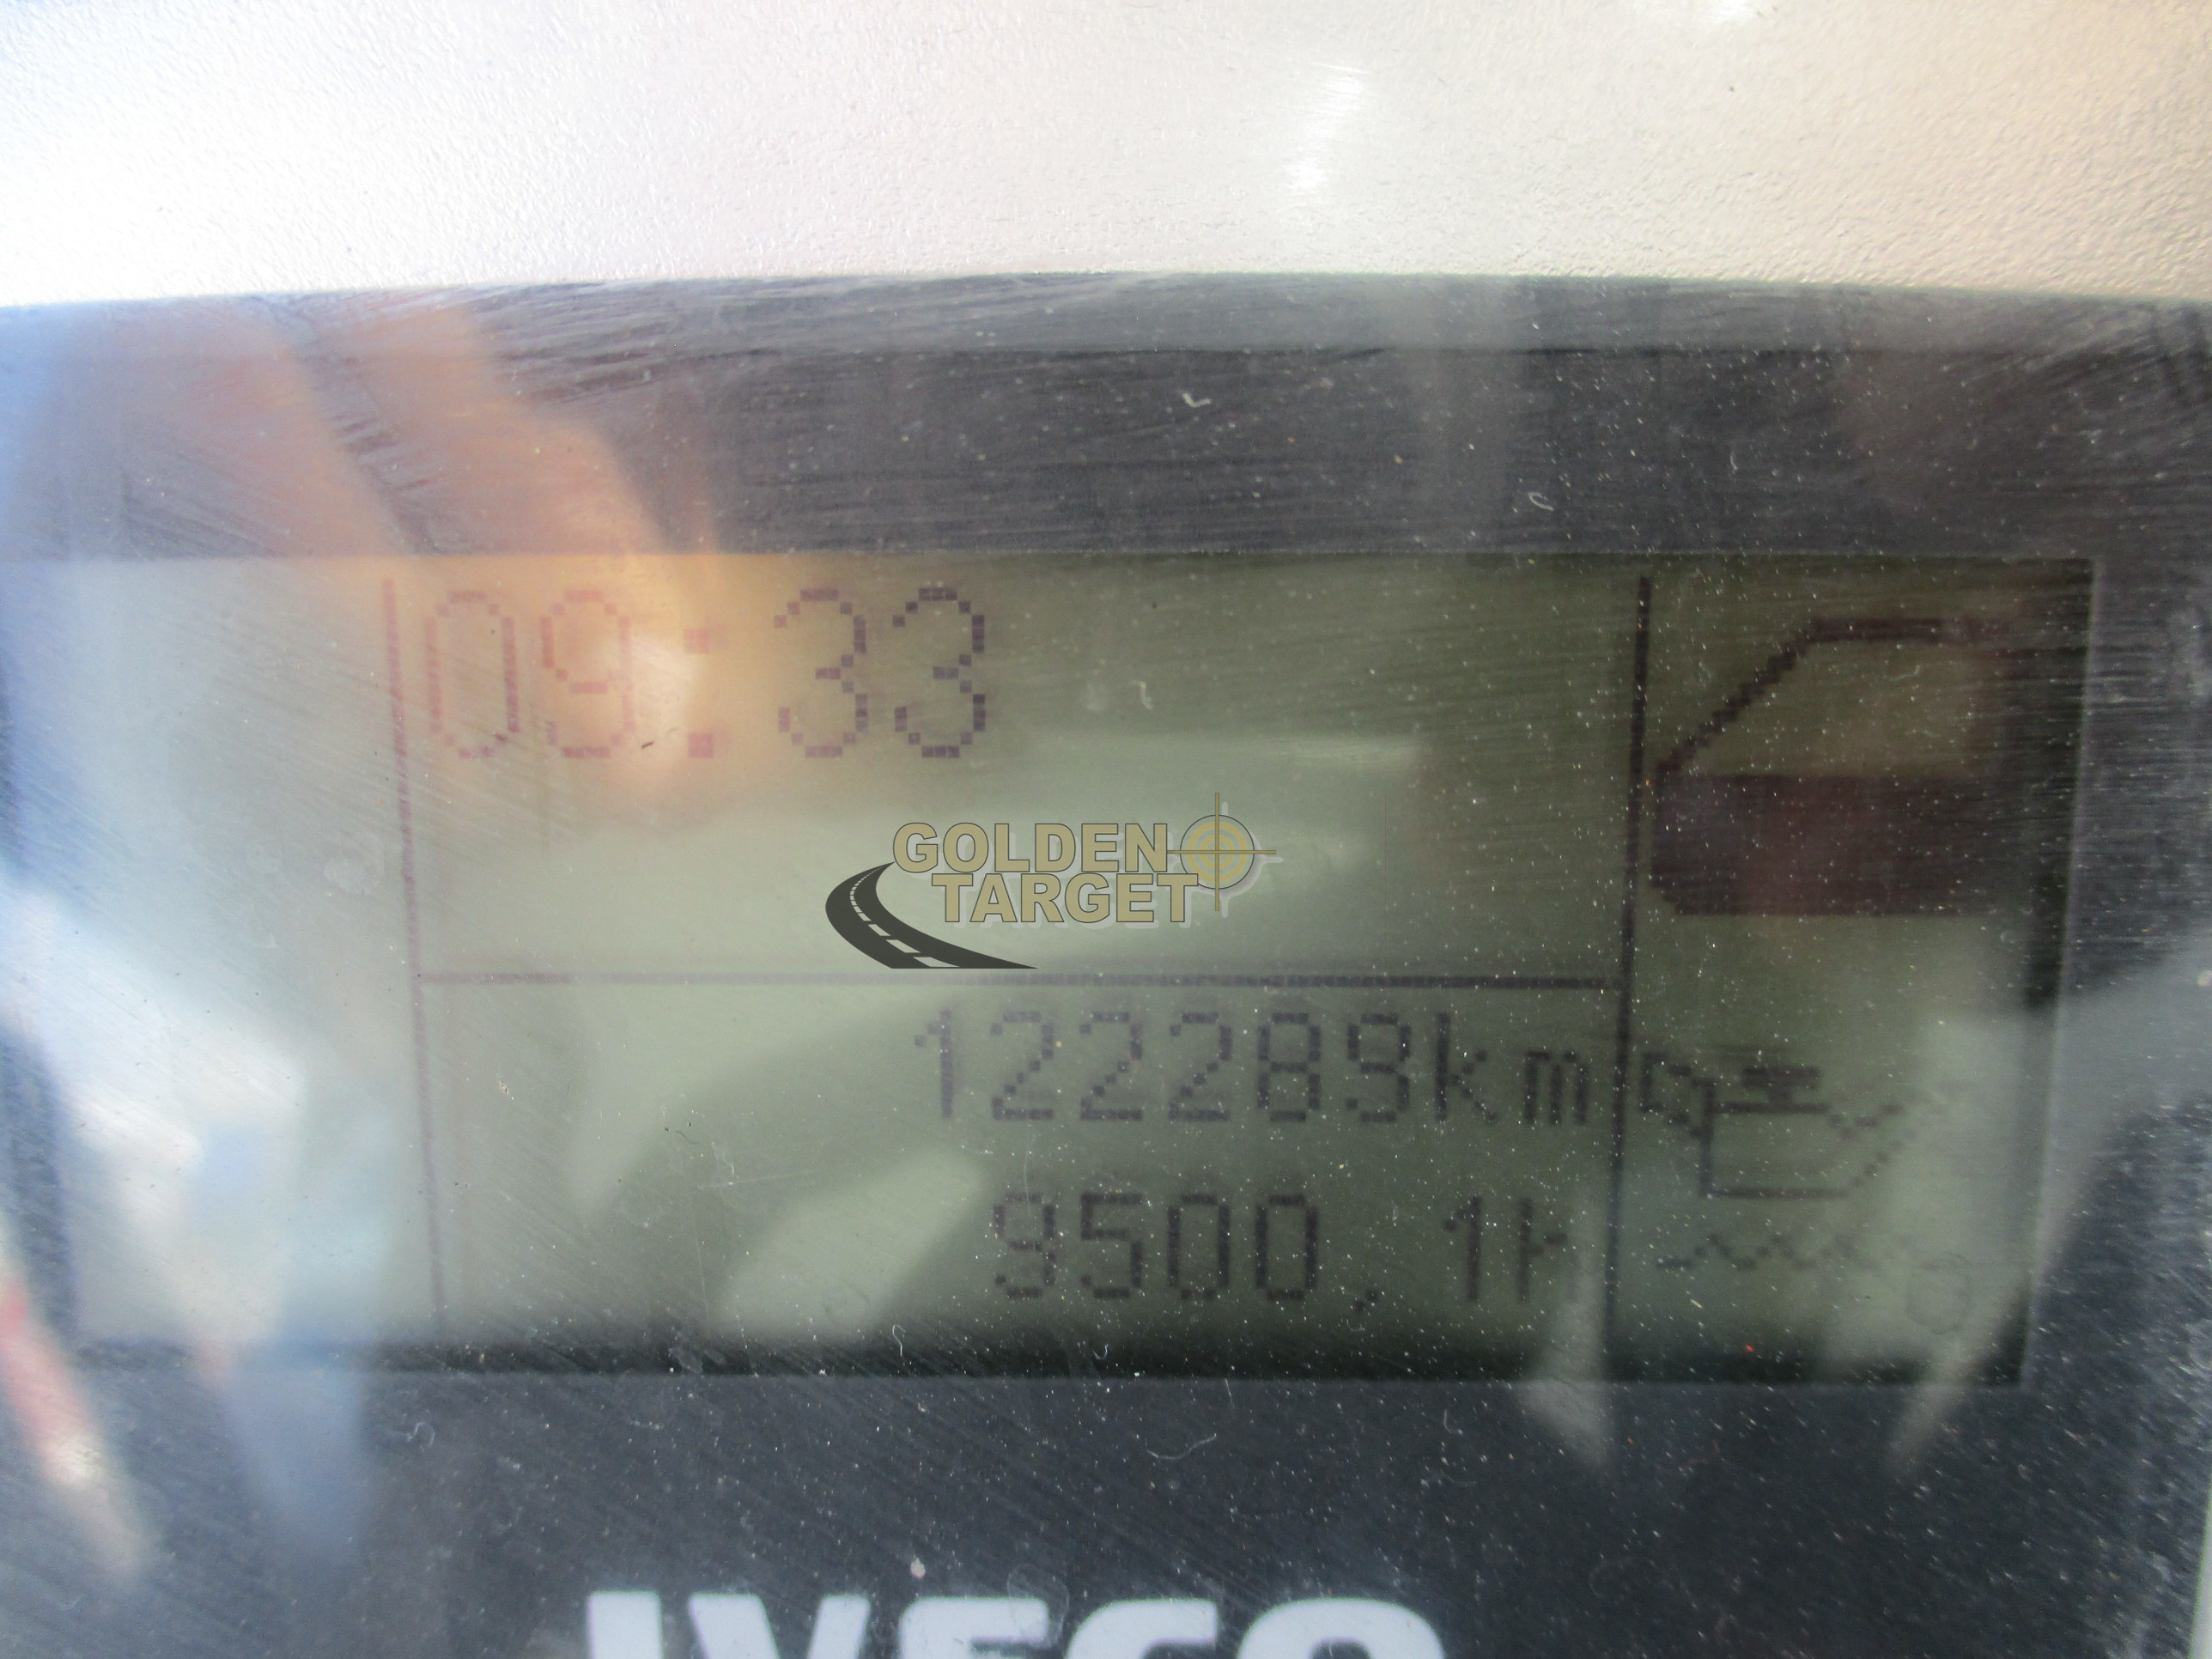 09:33
GOLDEN
TARGET
122289km
9500,1h
IVECO